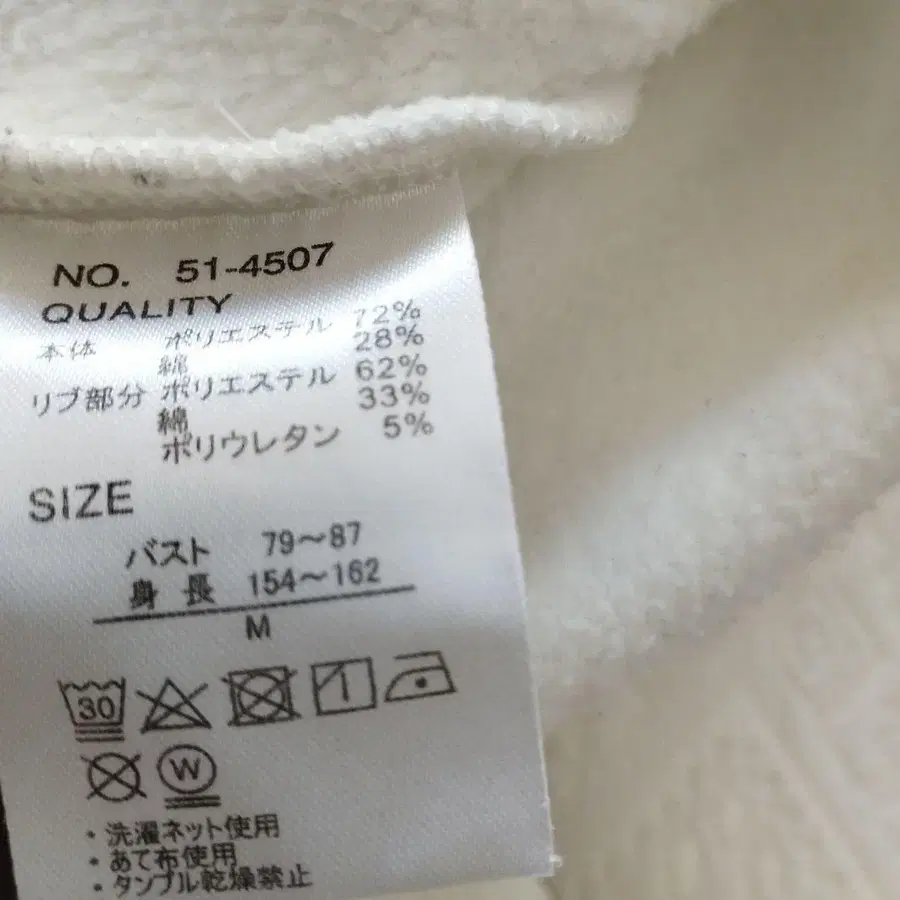 NO. 51-4507
QUALITY
本体 ポリエステル 72%
綿 28%
リブ部分 ポリエステル 62%
綿 33%
ポリウレタン 5%
SIZE
バスト 79~87
身長 154~162
M
30
W
・洗濯ネット使用
・あて布使用
・タンブル乾燥禁止